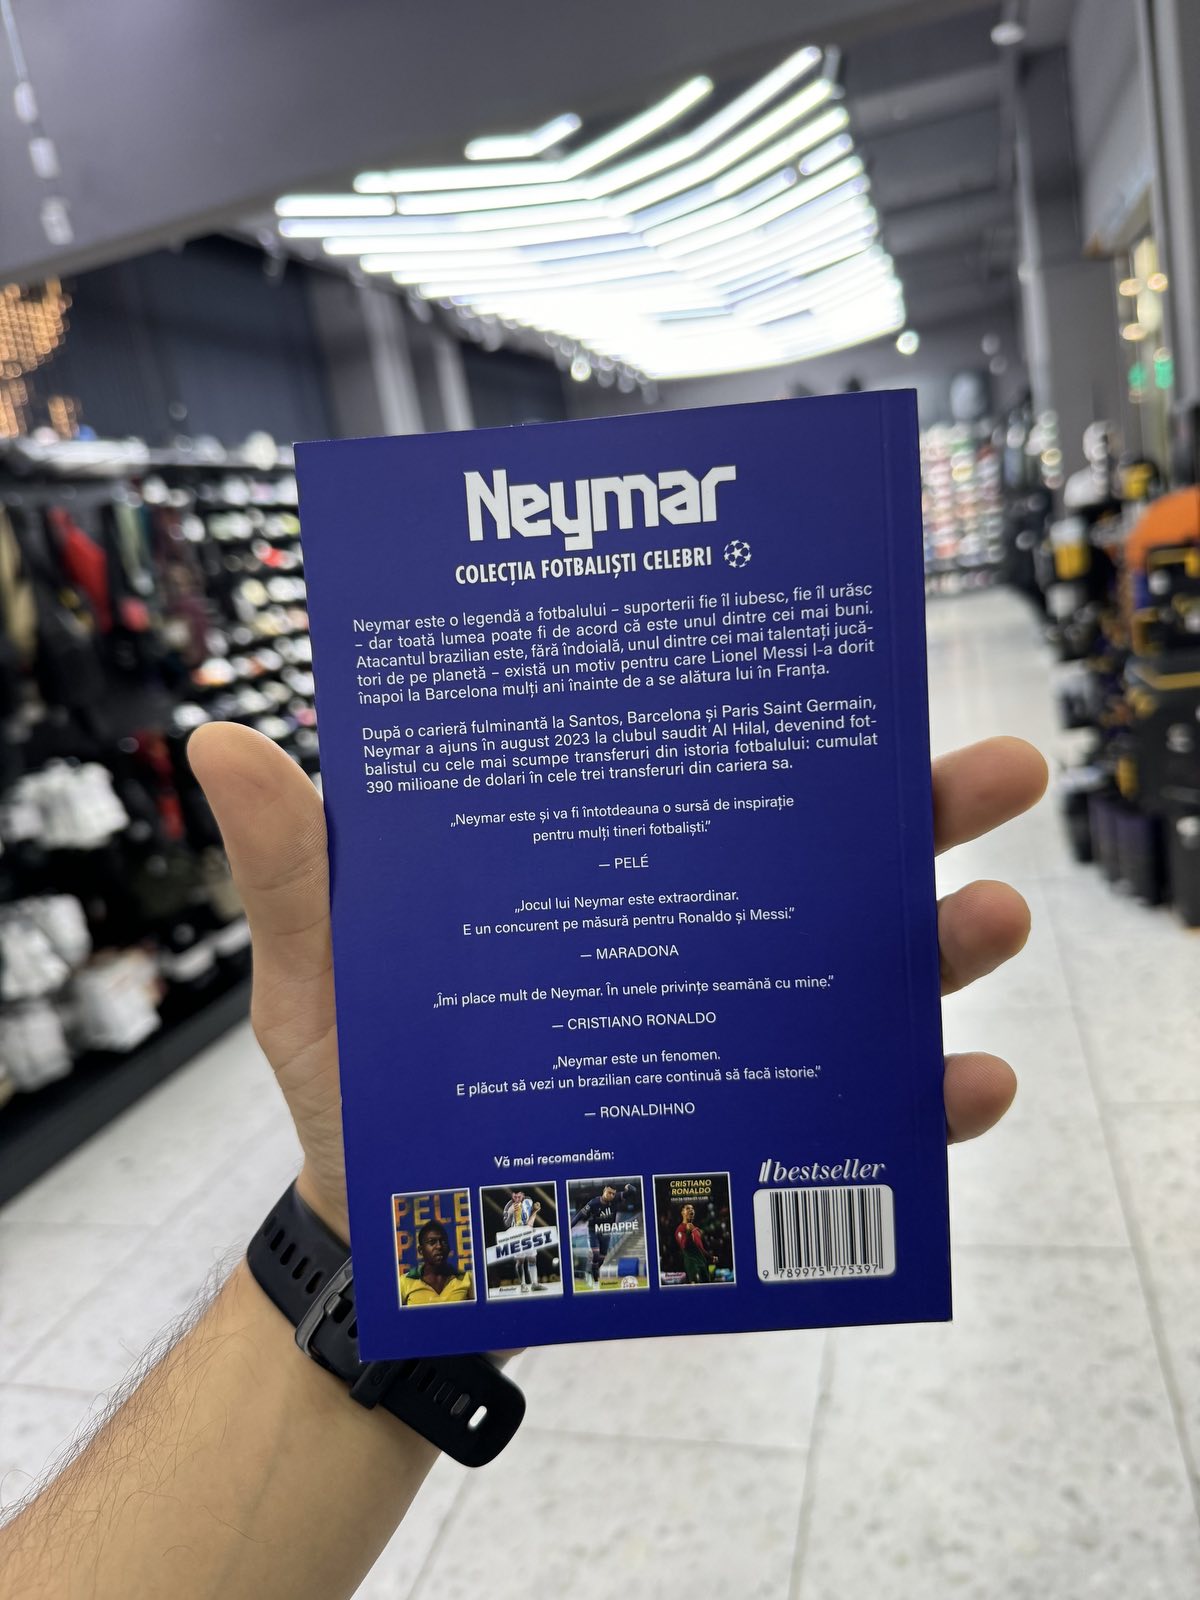 Neymar
COLECȚIA FOTBALIȘTI CELEBRI
Neymar este o legendă a fotbalului – suporterii fie îl iubesc, fie îl urăsc
– dar toată lumea poate fi de acord că este unul dintre cei mai buni.
Atacantul brazilian este, fără îndoială, unul dintre cei mai talentați jucă-
tori de pe planetă – există un motiv pentru care Lionel Messi l-a dorit
înapoi la Barcelona mulți ani înainte de a se alătura lui în Franța.
După o carieră fulminantă la Santos, Barcelona și Paris Saint Germain,
Neymar a ajuns în august 2023 la clubul saudit Al Hilal, devenind fot-
balistul cu cele mai scumpe transferuri din istoria fotbalului: cumulat
390 milioane de dolari în cele trei transferuri din cariera sa.
„Neymar este și va fi întotdeauna o sursă de inspirație
pentru mulți tineri fotbaliști.”
— PELÉ
„Jocul lui Neymar este extraordinar.
E un concurent pe măsură pentru Ronaldo și Messi.”
— MARADONA
„Îmi place mult de Neymar. În unele privințe seamănă cu mine.”
— CRISTIANO RONALDO
„Neymar este un fenomen.
E plăcut să vezi un brazilian care continuă să facă istorie.”
— RONALDIHNO
Vă mai recomandăm:
PELE
MESSI
MBAPPÉ
CRISTIANO
RONALDO
bestseller
9 789975 775397